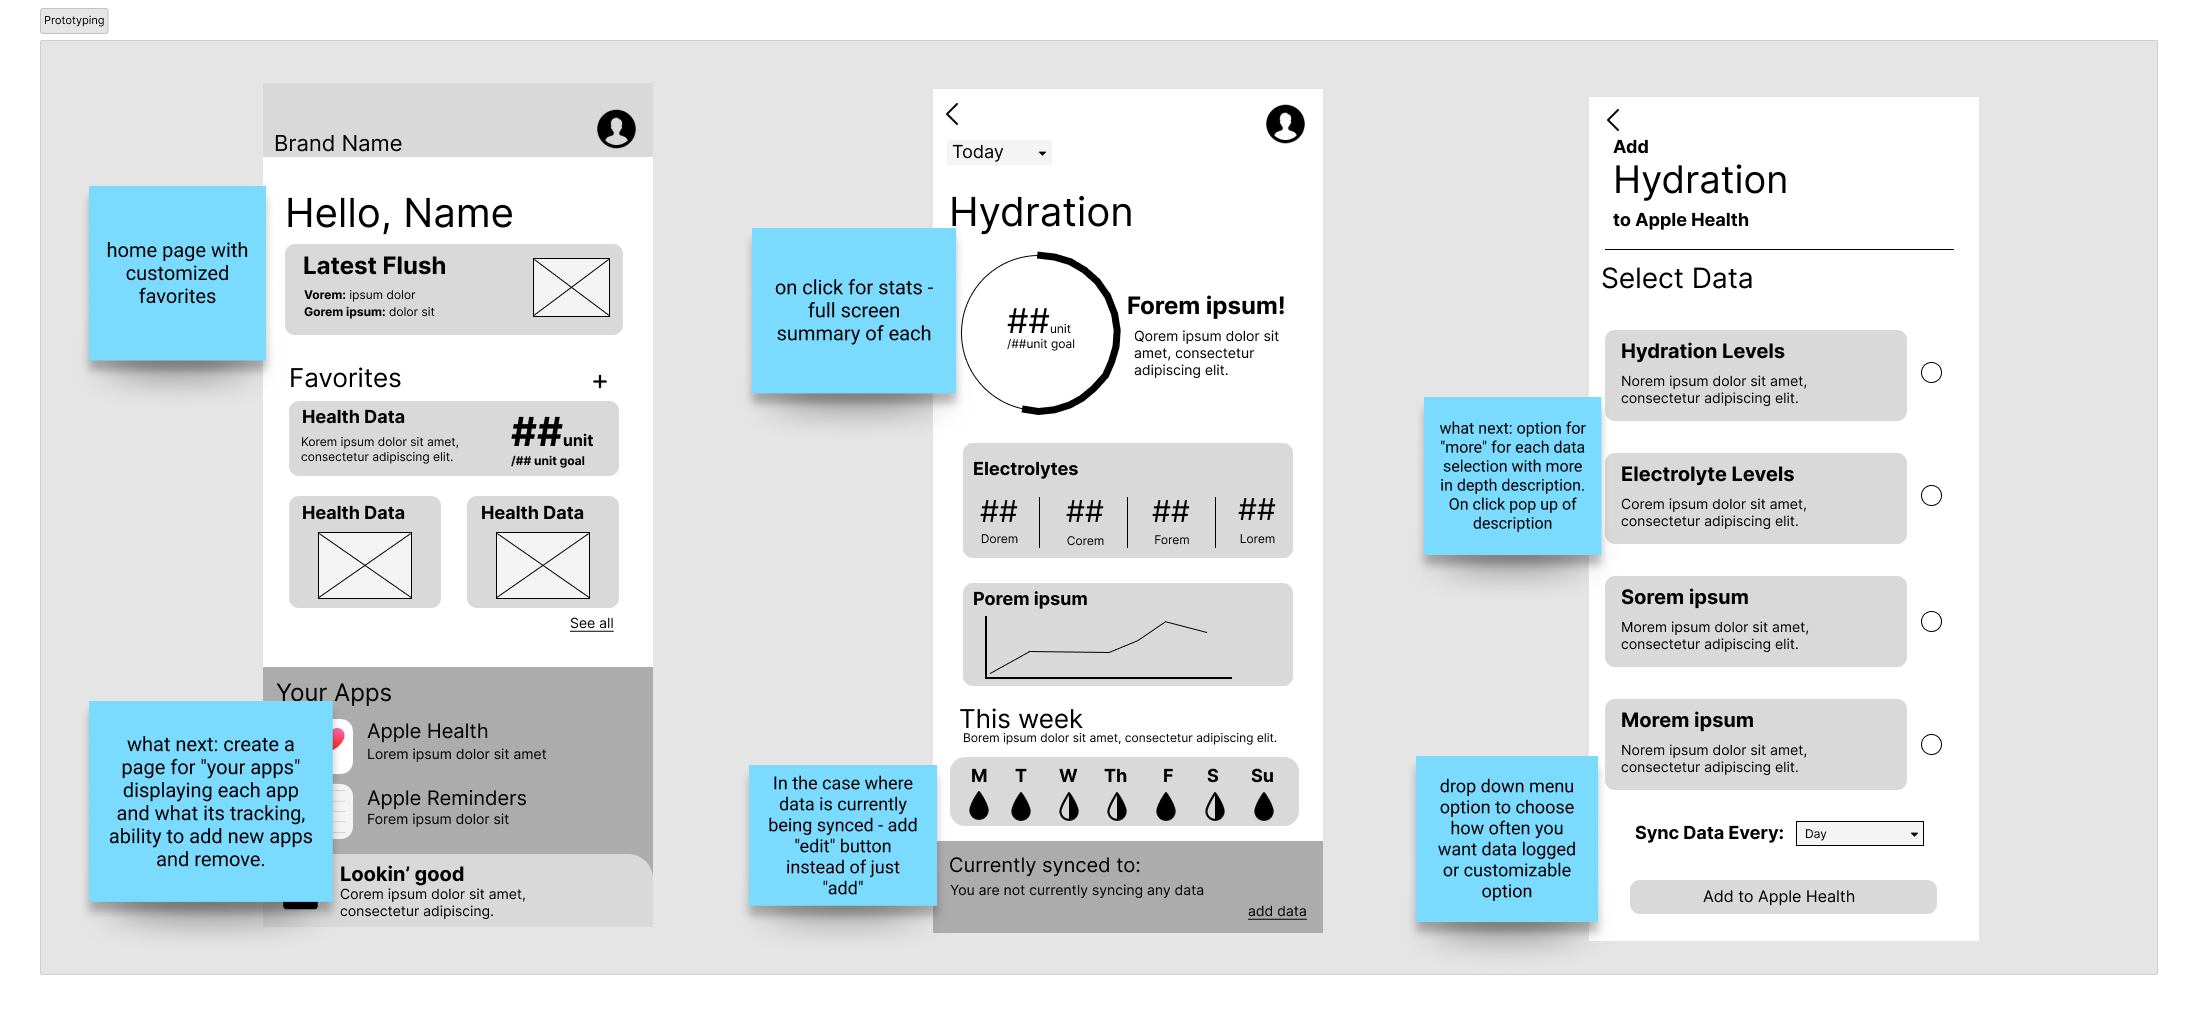 Prototyping
Brand Name
Hello, Name
Latest Flush
Vorem: ipsum dolor
Gorem ipsum: dolor sit
Favorites
+
Health Data
Korem ipsum dolor sit amet,
consectetur adipiscing elit.
##unit
/## unit goal
Health Data
Health Data
See all
Your Apps
Apple Health
Lorem ipsum dolor sit amet
Apple Reminders
Forem ipsum dolor sit
Lookin' good
Corem ipsum dolor sit amet,
consectetur adipiscing.
home page with
customized
favorites
what next: create a
page for "your apps"
displaying each app
and what its tracking,
ability to add new apps
and remove.
Today
Hydration
##unit
/##unit goal
Forem ipsum!
Qorem ipsum dolor sit
amet, consectetur
adipiscing elit.
Electrolytes
## ## ## ##
Dorem Corem Forem Lorem
Porem ipsum
This week
Borem ipsum dolor sit amet, consectetur adipiscing elit.
M T W Th F S Su
Currently synced to:
You are not currently syncing any data
add data
on click for stats -
full screen
summary of each
In the case where
data is currently
being synced - add
"edit" button
instead of just
"add"
Add
Hydration
to Apple Health
Select Data
Hydration Levels
Norem ipsum dolor sit amet,
consectetur adipiscing elit.
Electrolyte Levels
Corem ipsum dolor sit amet,
consectetur adipiscing elit.
Sorem ipsum
Morem ipsum dolor sit amet,
consectetur adipiscing elit.
Morem ipsum
Norem ipsum dolor sit amet,
consectetur adipiscing elit.
Sync Data Every: Day
Add to Apple Health
what next: option for
"more" for each data
selection with more
in depth description.
On click pop up of
description
drop down menu
option to choose
how often you
want data logged
or customizable
option